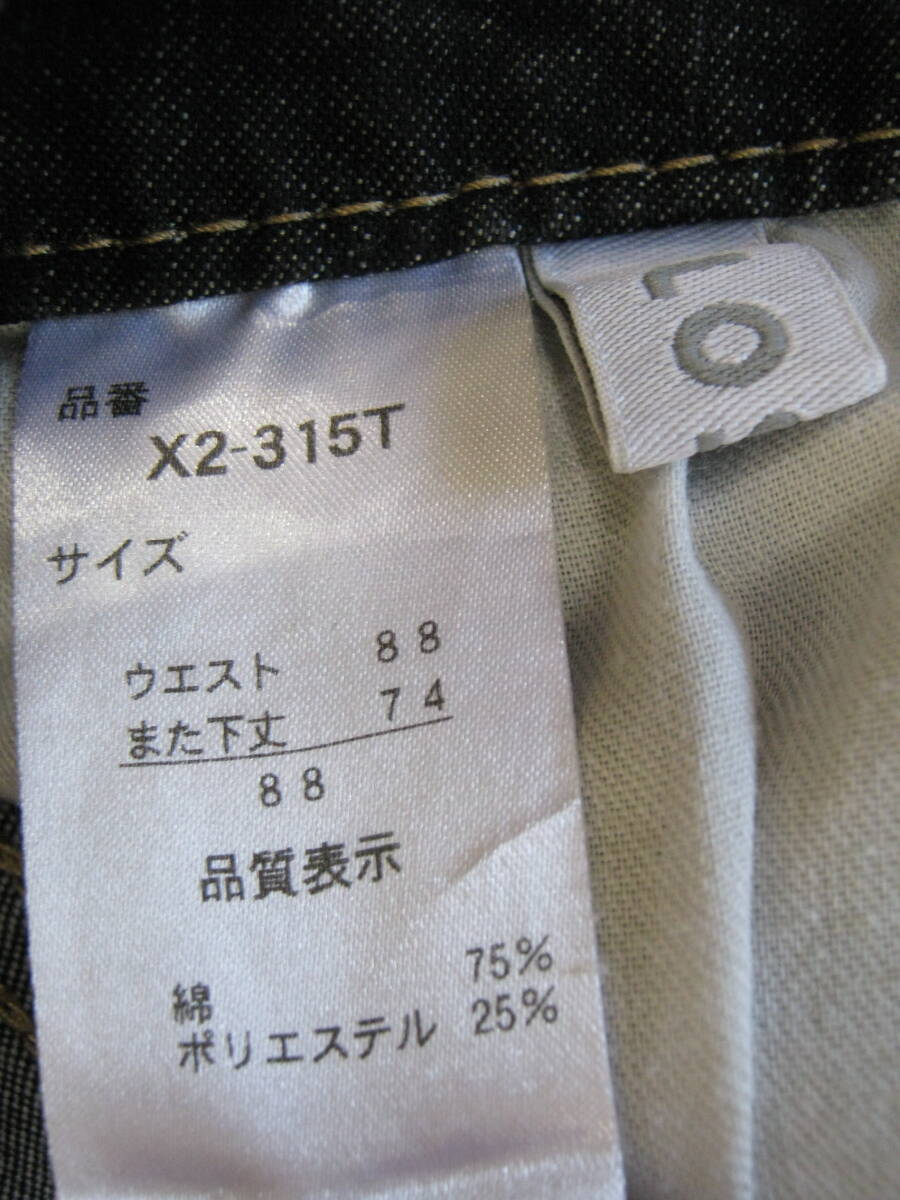 品番
X2-315T
サイズ
ウエスト 88
また下丈 74
88
品質表示
綿 75%
ポリエステル 25%
LO